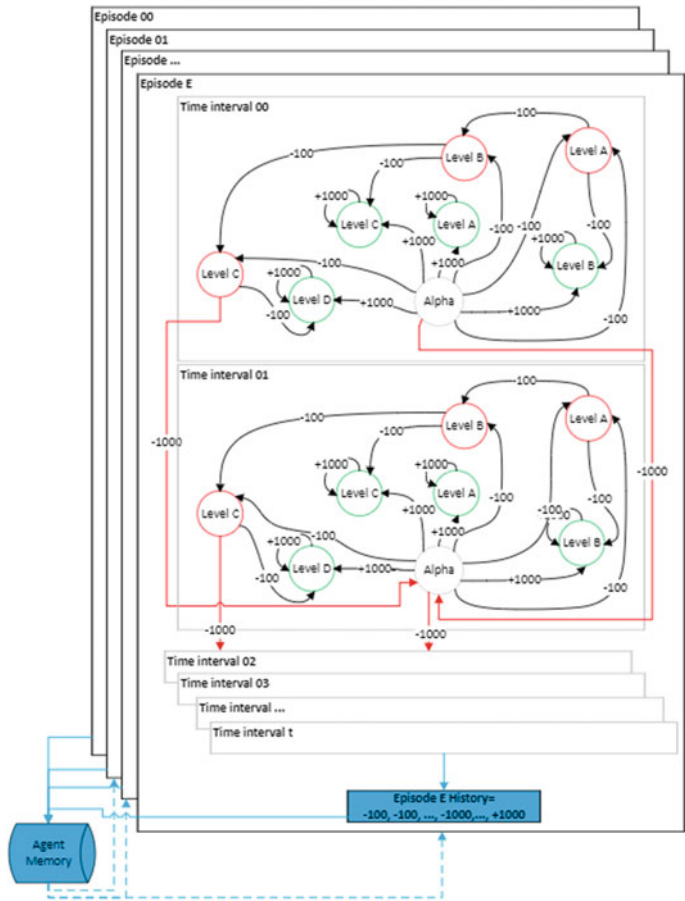 Episode 00
Episode 01
Episode ...
Episode E
Time interval 00
-100
Level B
Level A
-100
-100
+1000
+1000
Level C
Level A
-100
-100
-100
+1000
+1000
Level B
Level C
-100
+1000
+1000
+1000
Level D
+1000
Alpha
+1000
-100
-100
Time interval 01
-100
Level A
-100
Level B
-1000
-100
-1000
+1000
+1000
Level C
Level A
-100
-100
-100
+1000
Level C
-100
+1000
+1000
Level B
+1000
Level D
+1000
Alpha
+1000
-100
-100
-1000
-1000
Time interval 02
Time interval 03
Time interval ...
Time interval t
Episode E History=
-100, -100, ..., -1000,..., +1000
Agent
Memory